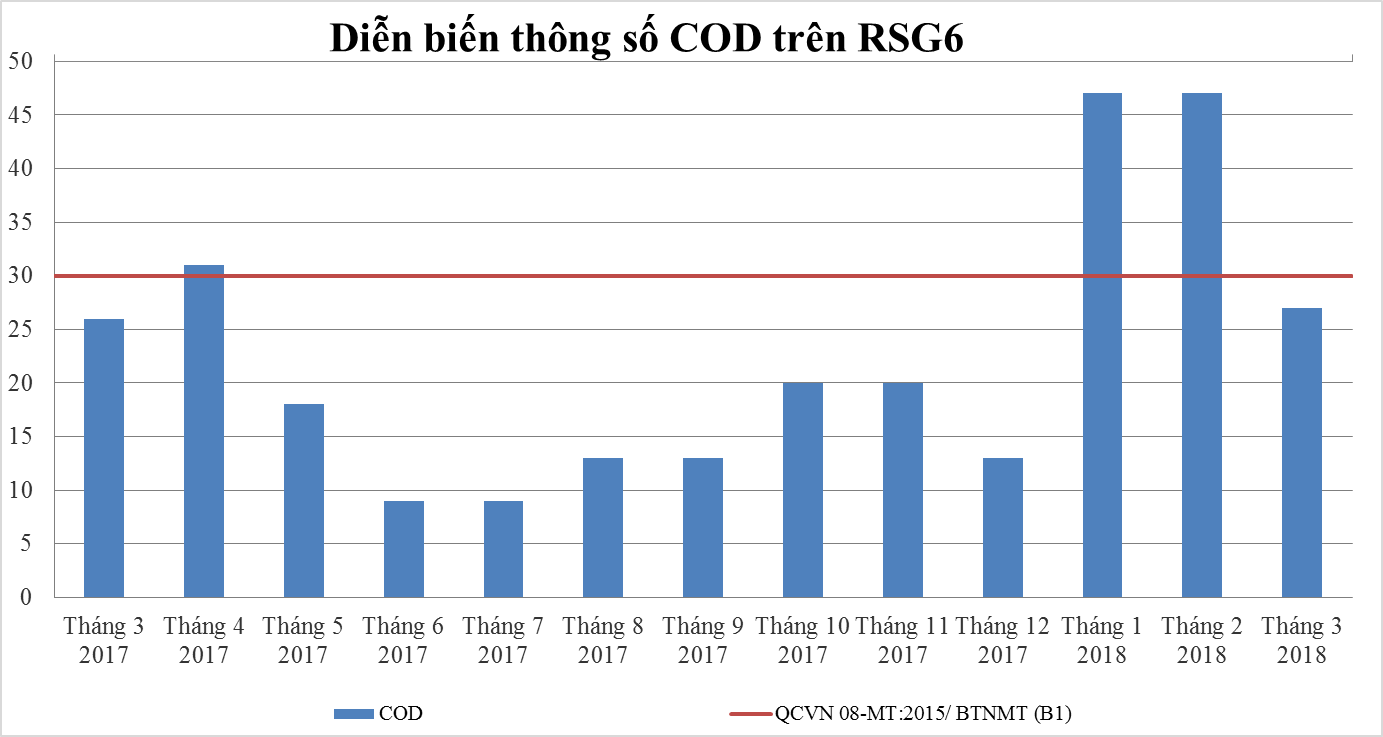 Diễn biến thông số COD trên RSG6
50
45
40
35
30
25
20
15
10
5
0
Tháng 3 Tháng 4 Tháng 5 Tháng 6 Tháng 7 Tháng 8 Tháng 9 Tháng 10 Tháng 11 Tháng 12 Tháng 1 Tháng 2 Tháng 3
2017 2017 2017 2017 2017 2017 2017 2017 2017 2017 2018 2018 2018
COD QCVN 08-MT:2015/ BTNMT (B1)